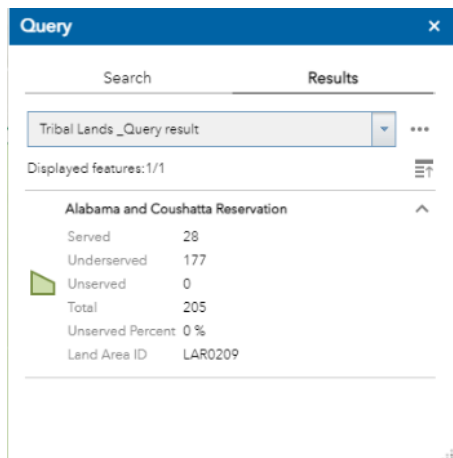 Query
Search Results
Tribal Lands _Query result
Displayed features:1/1
Alabama and Coushatta Reservation
Served 28
Underserved 177
Unserved 0
Total 205
Unserved Percent 0 %
Land Area ID LAR0209